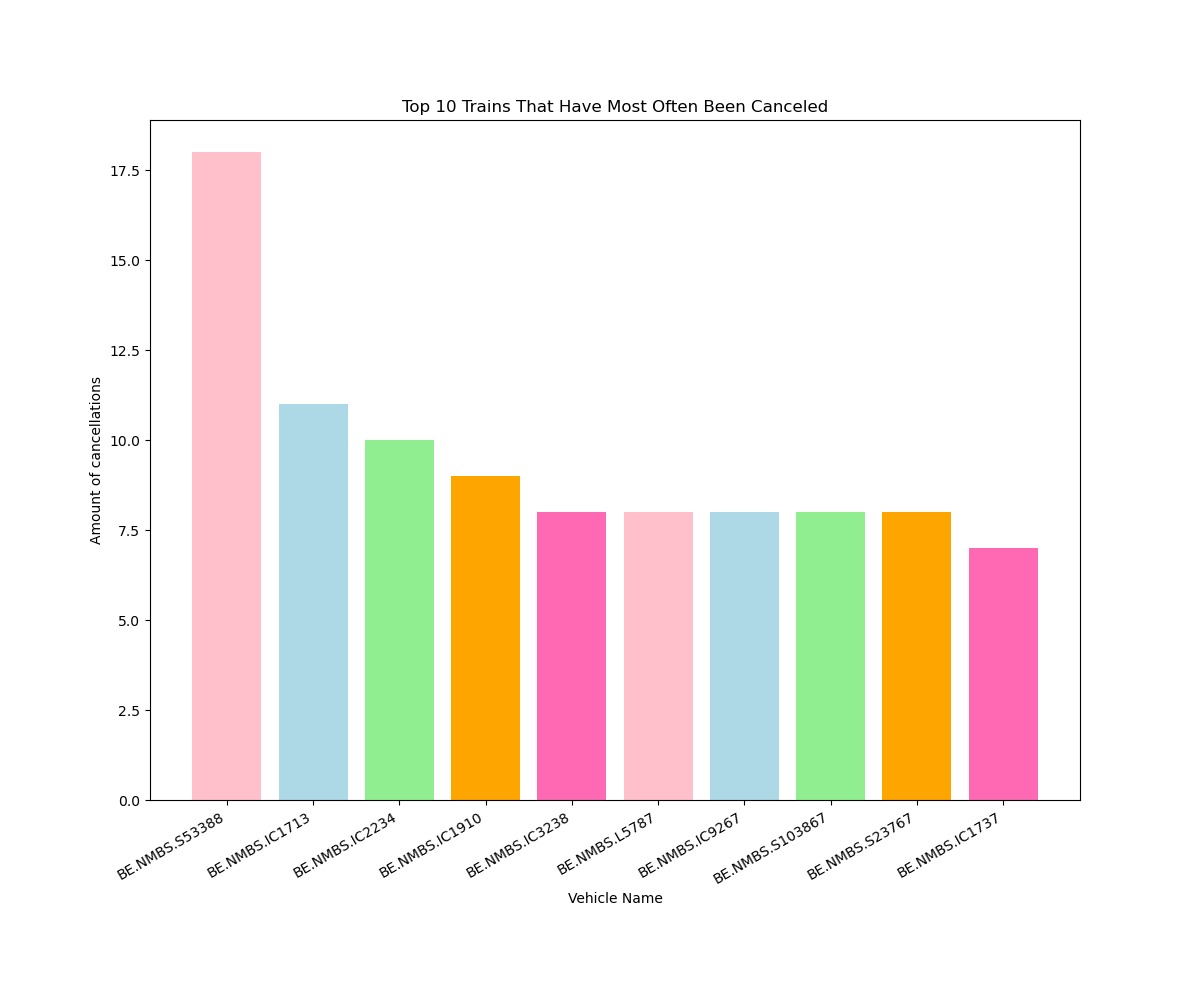 Top 10 Trains That Have Most Often Been Canceled
17.5
15.0
12.5
10.0
7.5
5.0
2.5
0.0
Amount of cancellations
BE.NMBS.S53388
BE.NMBS.IC1713
BE.NMBS.IC2234
BE.NMBS.IC1910
BE.NMBS.IC3238
BE.NMBS.L5787
BE.NMBS.IC9267
BE.NMBS.S103867
BE.NMBS.S23767
BE.NMBS.IC1737
Vehicle Name